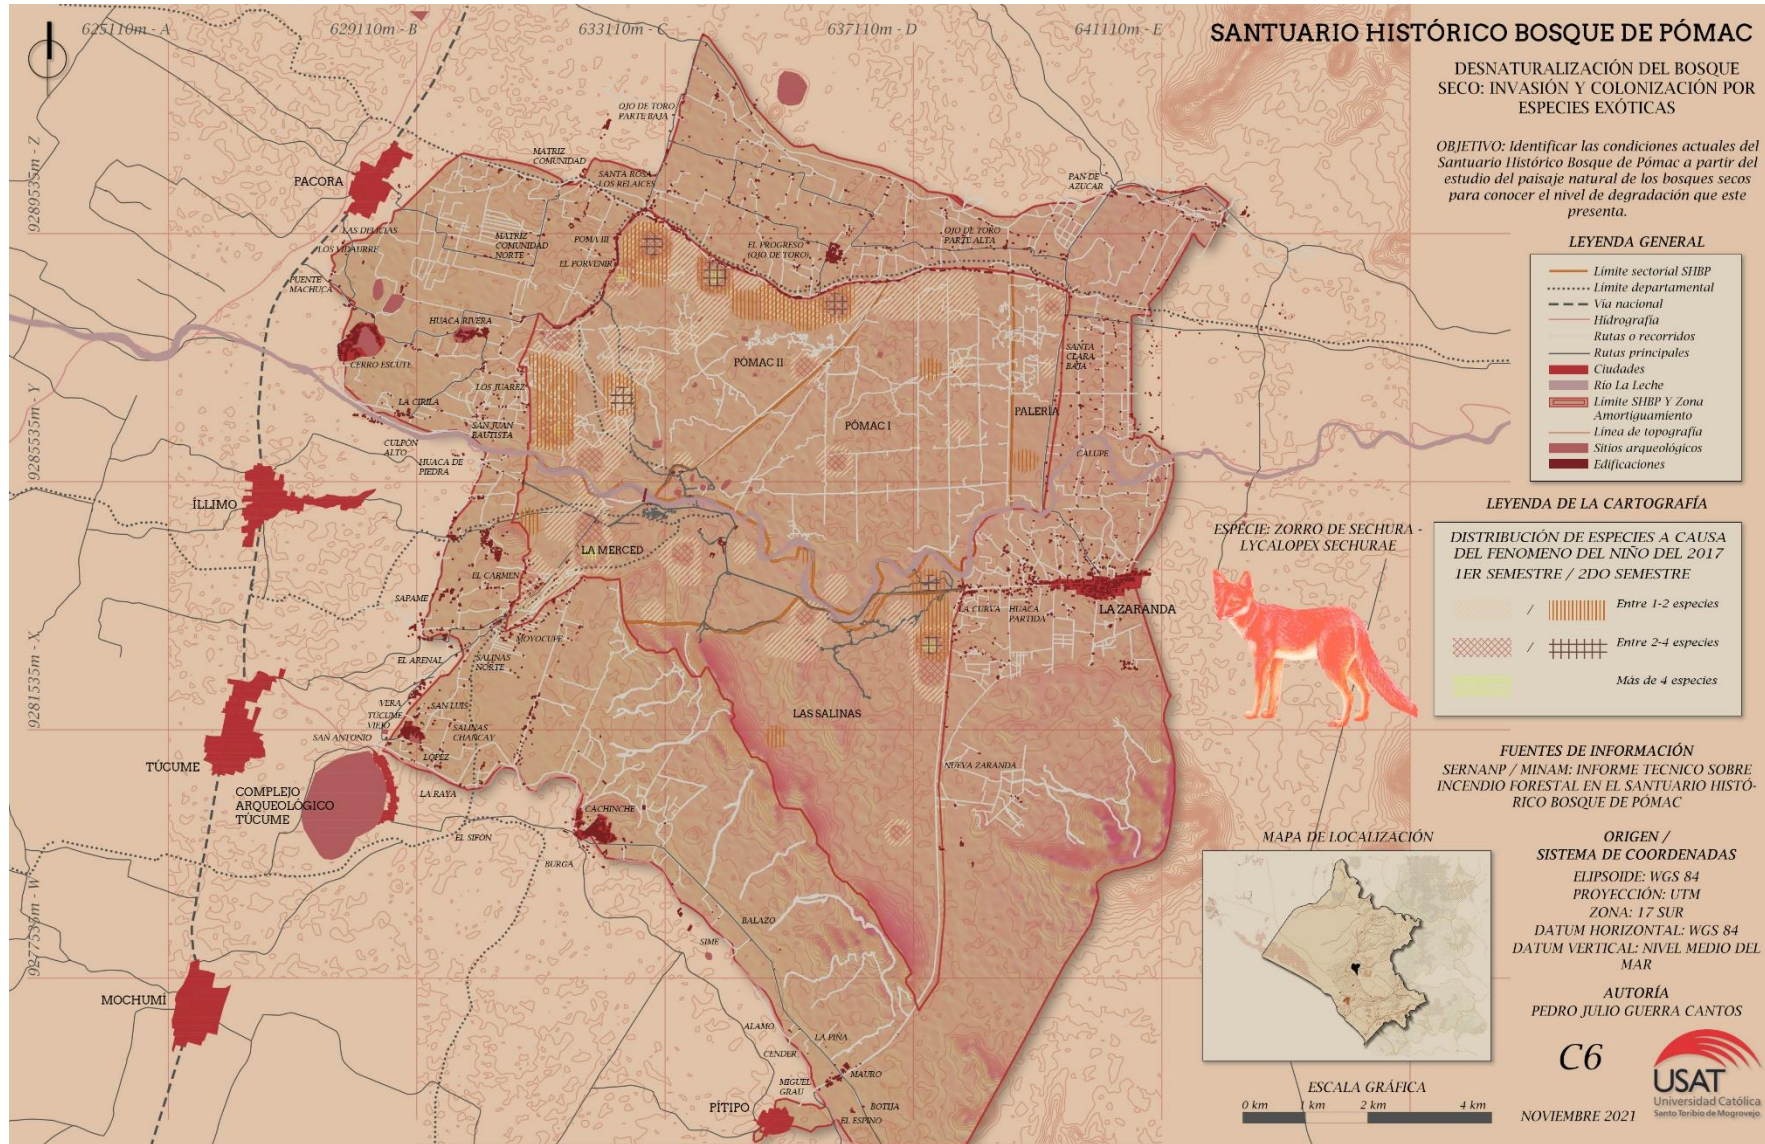 625110m - A
629110m - B
633110m - C
637110m - D
641110m - E
9289535m - Z
9285535m - Y
9281535m - X
9277535m - W
SANTUARIO HISTÓRICO BOSQUE DE PÓMAC
DESNATURALIZACIÓN DEL BOSQUE
SECO: INVASIÓN Y COLONIZACIÓN POR
ESPECIES EXÓTICAS
OBJETIVO: Identificar las condiciones actuales del
Santuario Histórico Bosque de Pómac a partir del
estudio del paisaje natural de los bosques secos
para conocer el nivel de degradación que este
presenta.
LEYENDA GENERAL
Límite sectorial SHBP
Límite departamental
Vía nacional
Hidrografía
Rutas o recorridos
Rutas principales
Ciudades
Río La Leche
Límite SHBP Y Zona
Amortiguamiento
Línea de topografía
Sitios arqueológicos
Edificaciones
LEYENDA DE LA CARTOGRAFÍA
DISTRIBUCIÓN DE ESPECIES A CAUSA
DEL FENOMENO DEL NIÑO DEL 2017
1ER SEMESTRE / 2DO SEMESTRE
/ Entre 1-2 especies
/ Entre 2-4 especies
Más de 4 especies
ESPECIE: ZORRO DE SECHURA -
LYCALOPEX SECHURAE
FUENTES DE INFORMACIÓN
SERNANP / MINAM: INFORME TECNICO SOBRE
INCENDIO FORESTAL EN EL SANTUARIO HISTÓ-
RICO BOSQUE DE PÓMAC
ORIGEN /
SISTEMA DE COORDENADAS
ELIPSOIDE: WGS 84
PROYECCIÓN: UTM
ZONA: 17 SUR
DATUM HORIZONTAL: WGS 84
DATUM VERTICAL: NIVEL MEDIO DEL
MAR
AUTORÍA
PEDRO JULIO GUERRA CANTOS
C6
NOVIEMBRE 2021
USAT
Universidad Católica
Santo Toribio de Mogrovejo
MAPA DE LOCALIZACIÓN
ESCALA GRÁFICA
0 km
1 km
2 km
4 km
OJO DE TORO
PARTE BAJA
MATRIZ
COMUNIDAD
SANTA ROSA
LOS RELAICES
PAN DE
AZUCAR
PACORA
LAS DELICIAS
LOS VIDAURRE
PUENTE
MACHUCA
MATRIZ
COMUNIDAD
NORTE
POMA III
EL PORVENIR
EL PROGRESO
(OJO DE TORO)
OJO DE TORO
PARTE ALTA
HUACA RIVERA
CERRO ESCUTE
LOS JUAREZ
LA CIRILA
SAN JUAN
BAUTISTA
CULPÓN
ALTO
HUACA DE
PIEDRA
PÓMAC II
PÓMAC I
PALERÍA
SANTA
CLARA
BAJA
CALUPE
ÍLLIMO
LA MERCED
EL CARMEN
SAPAME
MOYOCUPE
EL ARENAL
SALINAS
NORTE
LA CURVA
HUACA
PARTIDA
LA ZARANDA
VERA
TÚCUME
VIEJO
SAN LUIS
SALINAS
CHANCAY
SAN ANTONIO
LOPÉZ
LAS SALINAS
TÚCUME
NUEVA ZARANDA
COMPLEJO
ARQUEOLÓGICO
TÚCUME
LA RAYA
CACHINCHE
EL SIFÓN
BURGA
BALAZO
SIME
MOCHUMÍ
ALAMO
LA PIÑA
CENDER
MAURO
MIGUEL
GRAU
PÍTIPO
BOTIJA
EL ESPINO